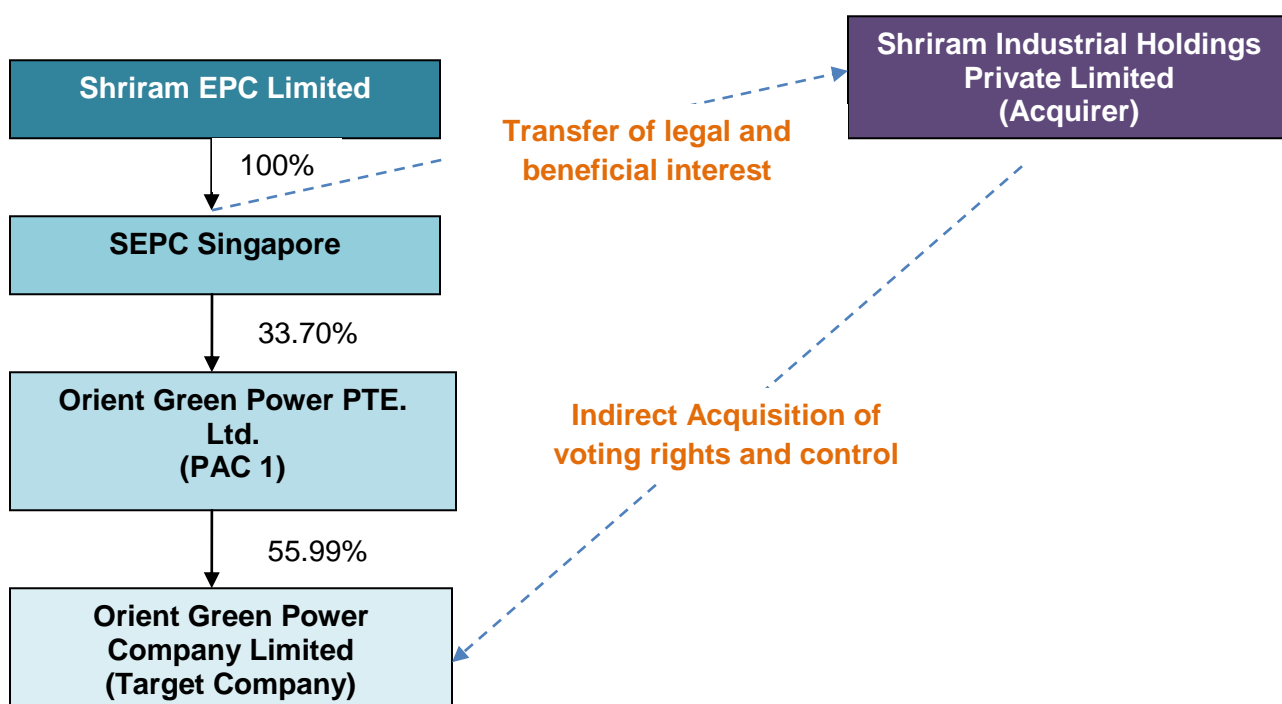 Shriram EPC Limited
Shriram Industrial Holdings
Private Limited
(Acquirer)
Transfer of legal and
beneficial interest
100%
SEPC Singapore
33.70%
Orient Green Power PTE.
Ltd.
(PAC 1)
Indirect Acquisition of
voting rights and control
55.99%
Orient Green Power
Company Limited
(Target Company)